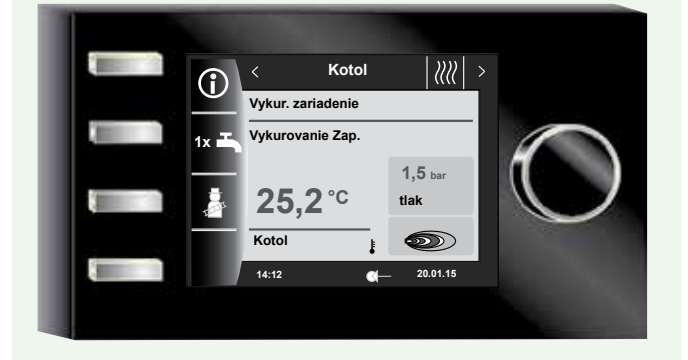 < Kotol >
Vykur. zariadenie
1x
Vykurovanie Zap.
1,5 bar
tlak
25,2 °C
Kotol
14:12
20.01.15